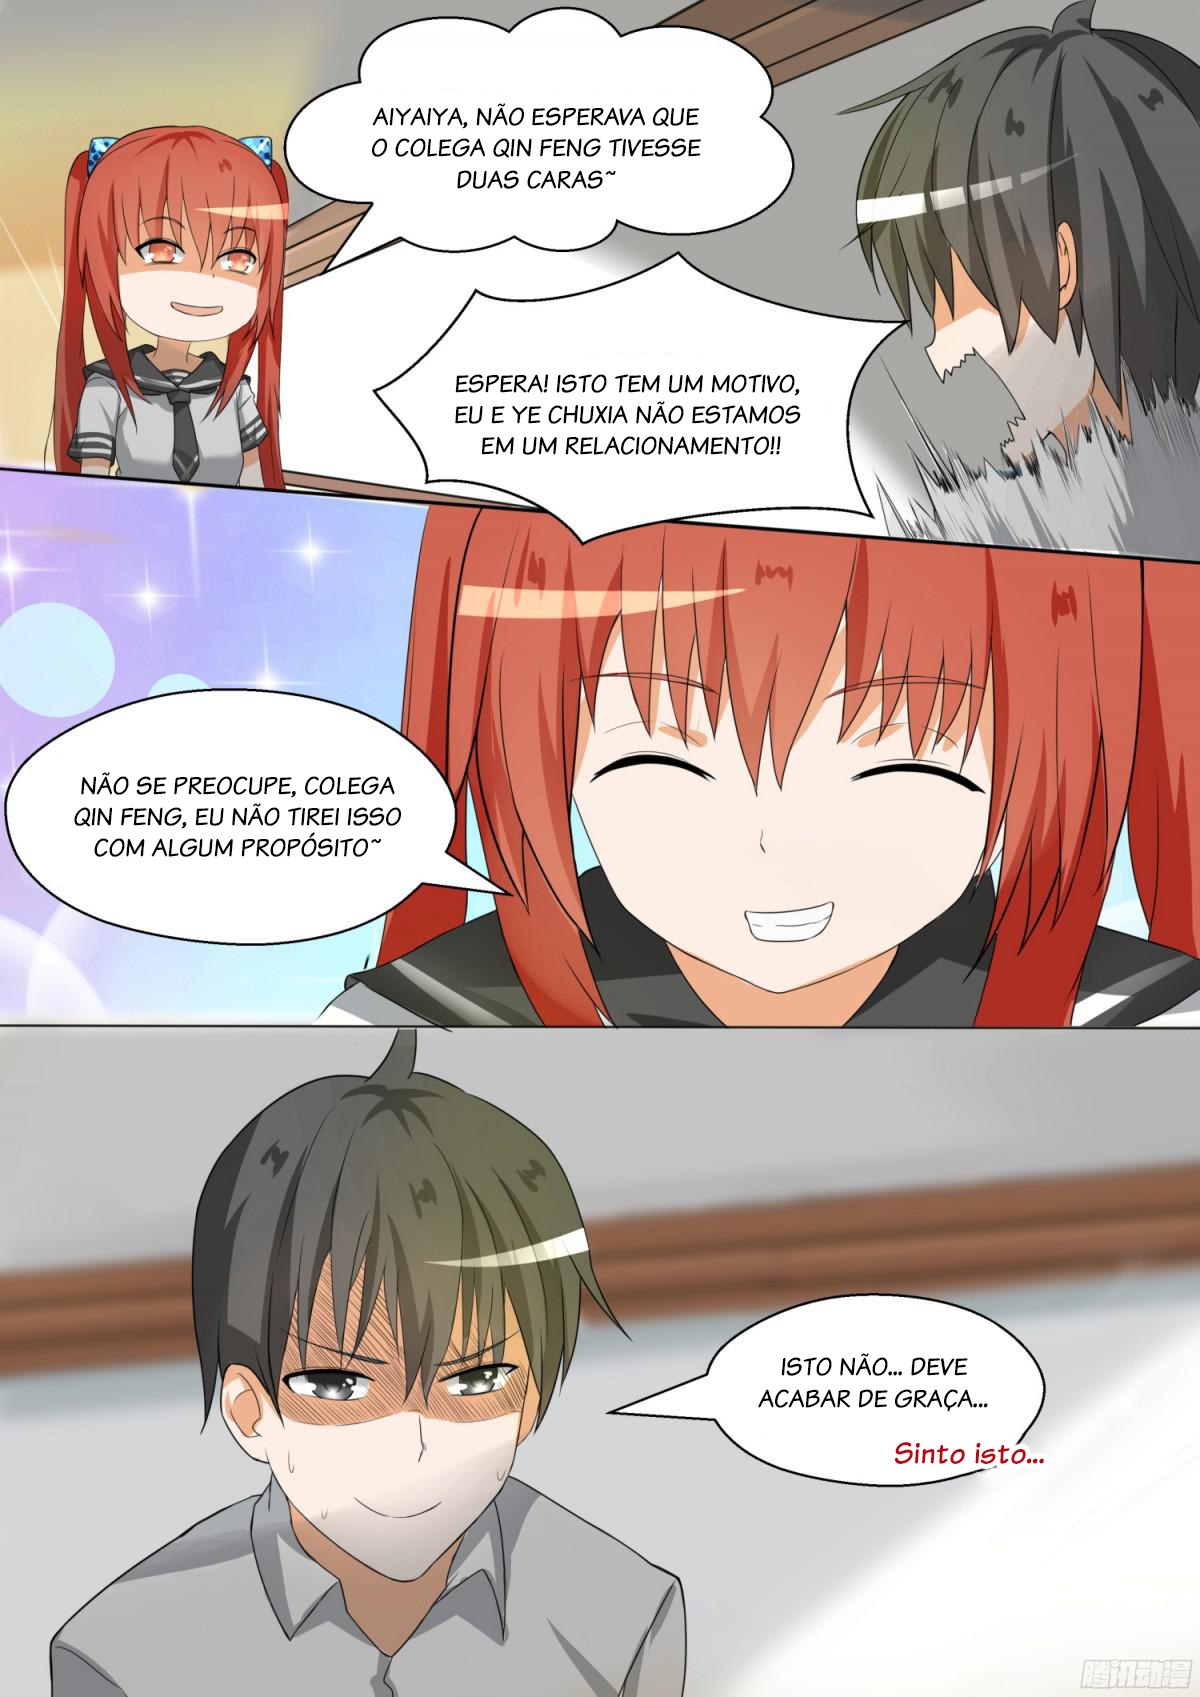 AIYAIYA, NÃO ESPERAVA QUE
O COLEGA QIN FENG TIVESSE
DUAS CARAS~
ESPERA! ISTO TEM UM MOTIVO,
EU E YE CHUXIA NÃO ESTAMOS
EM UM RELACIONAMENTO!!
NÃO SE PREOCUPE, COLEGA
QIN FENG, EU NÃO TIREI ISSO
COM ALGUM PROPÓSITO~
ISTO NÃO... DEVE
ACABAR DE GRAÇA...
Sinto isto...
腾讯动漫